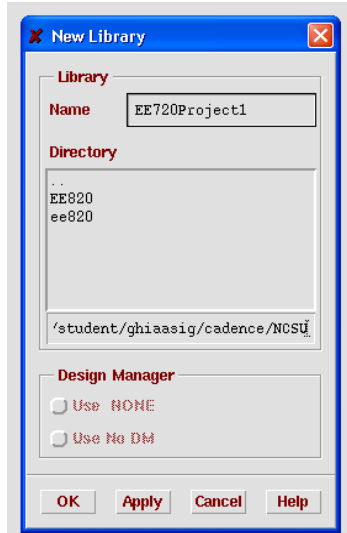 New Library
Library
Name EE720Project1
Directory
..
EE820
ee820
/student/ghiaasig/cadence/NCSU
Design Manager
Use NONE
Use No DM
OK Apply Cancel Help